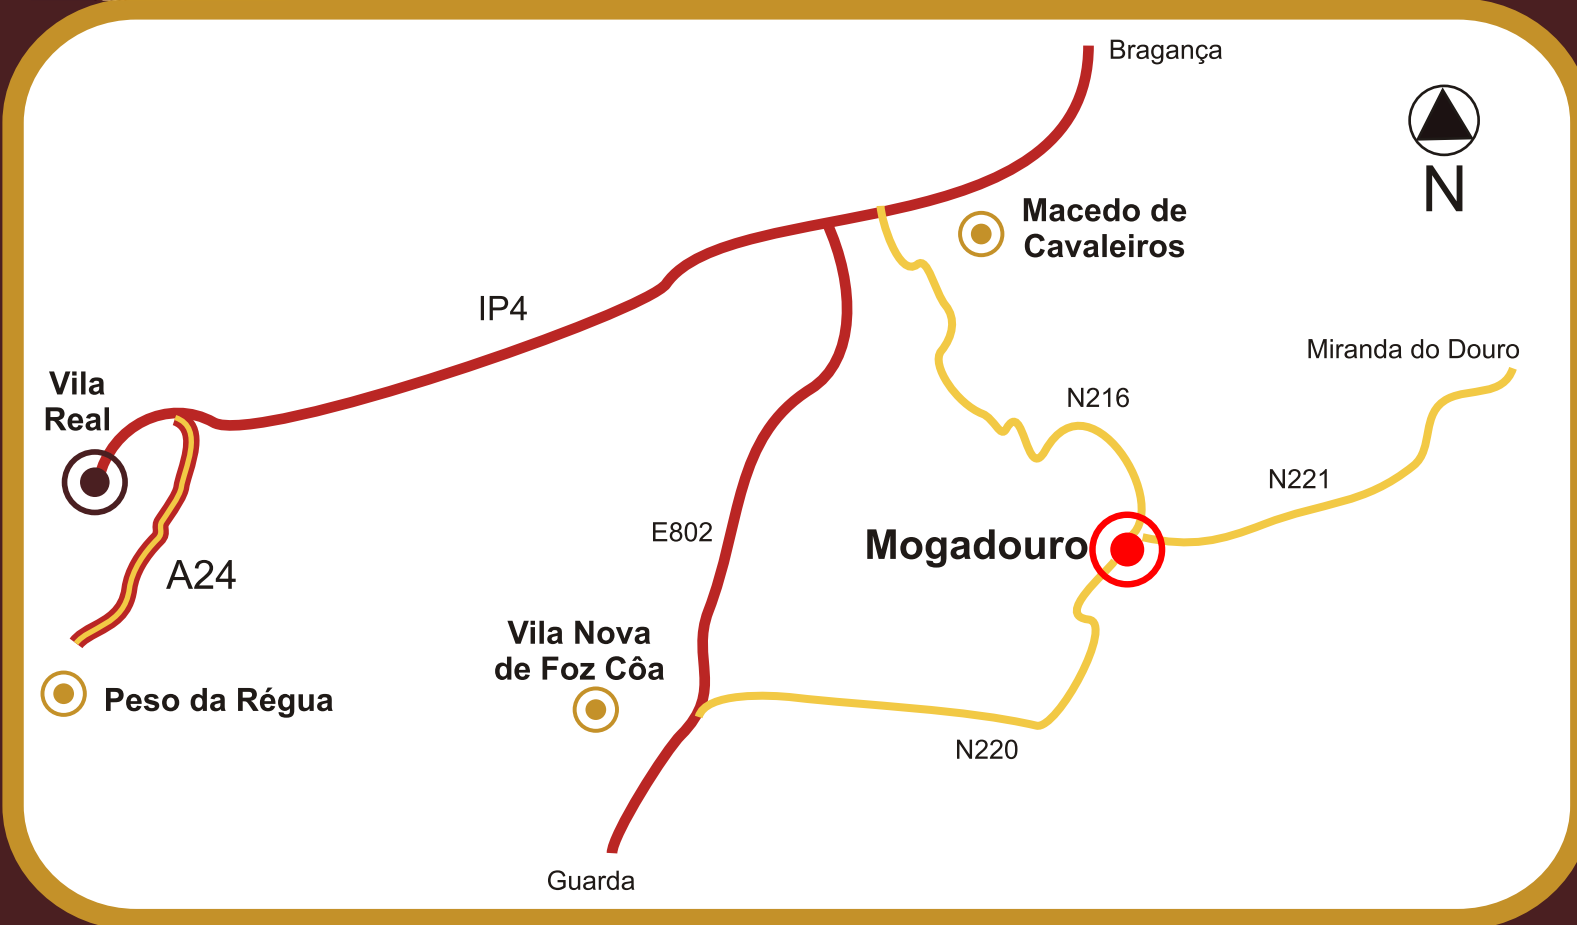 Bragança
N
Macedo de
Cavaleiros
IP4
Miranda do Douro
Vila
Real
N216
N221
E802
Mogadouro
A24
Vila Nova
de Foz Côa
Peso da Régua
N220
Guarda